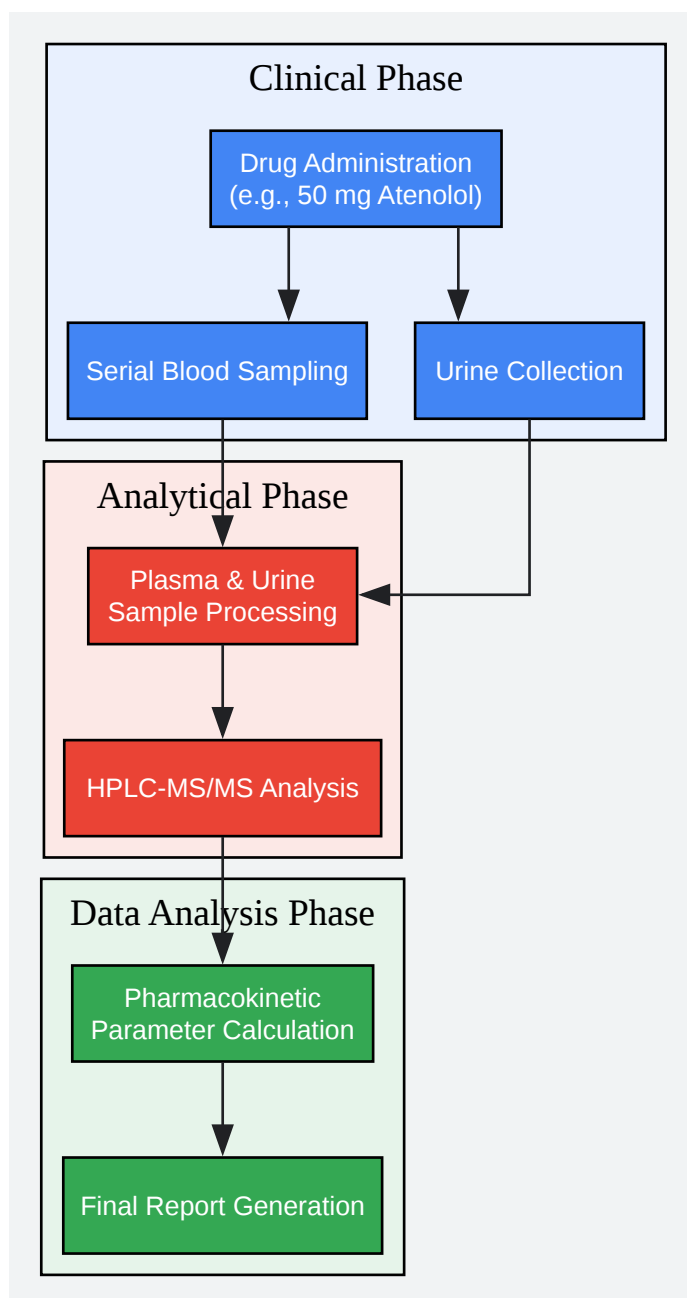 Clinical Phase
Drug Administration
(e.g., 50 mg Atenolol)
Serial Blood Sampling
Urine Collection
Analytical Phase
Plasma & Urine
Sample Processing
HPLC-MS/MS Analysis
Data Analysis Phase
Pharmacokinetic
Parameter Calculation
Final Report Generation